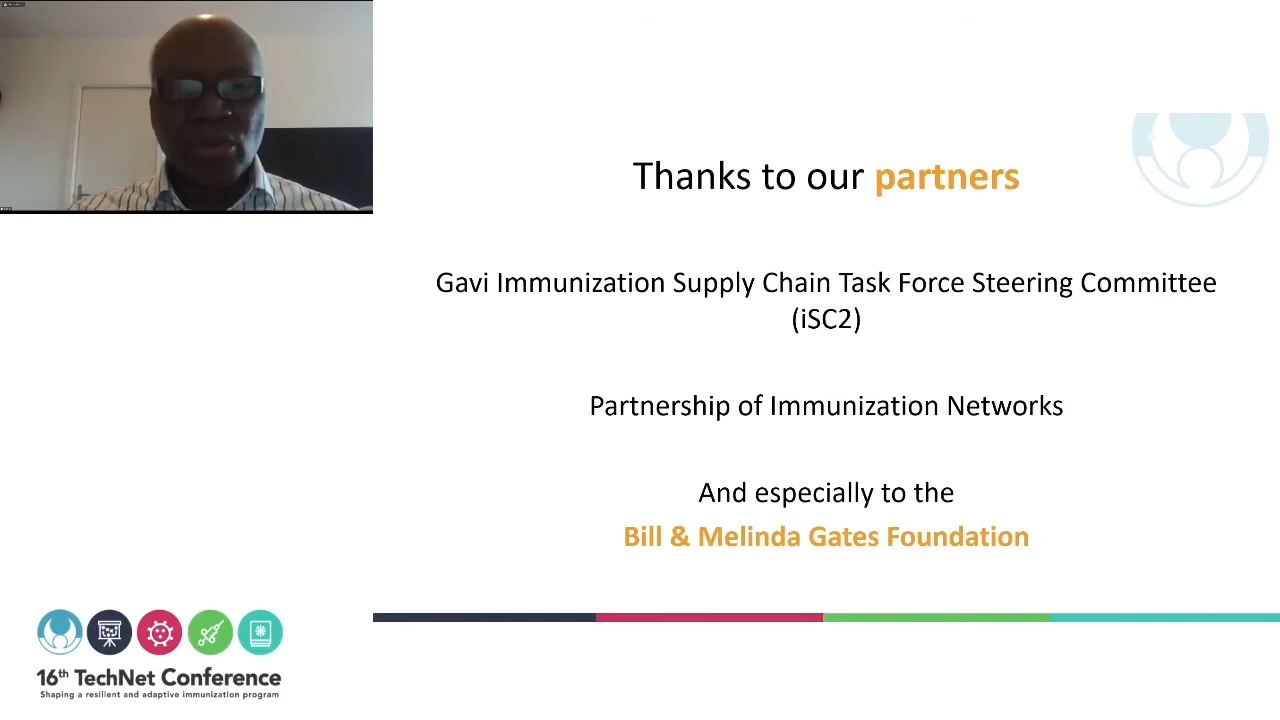 Thanks to our partners
Gavi Immunization Supply Chain Task Force Steering Committee
(iSC2)
Partnership of Immunization Networks
And especially to the
Bill & Melinda Gates Foundation
16th TechNet Conference
Shaping a resilient and adaptive immunization program